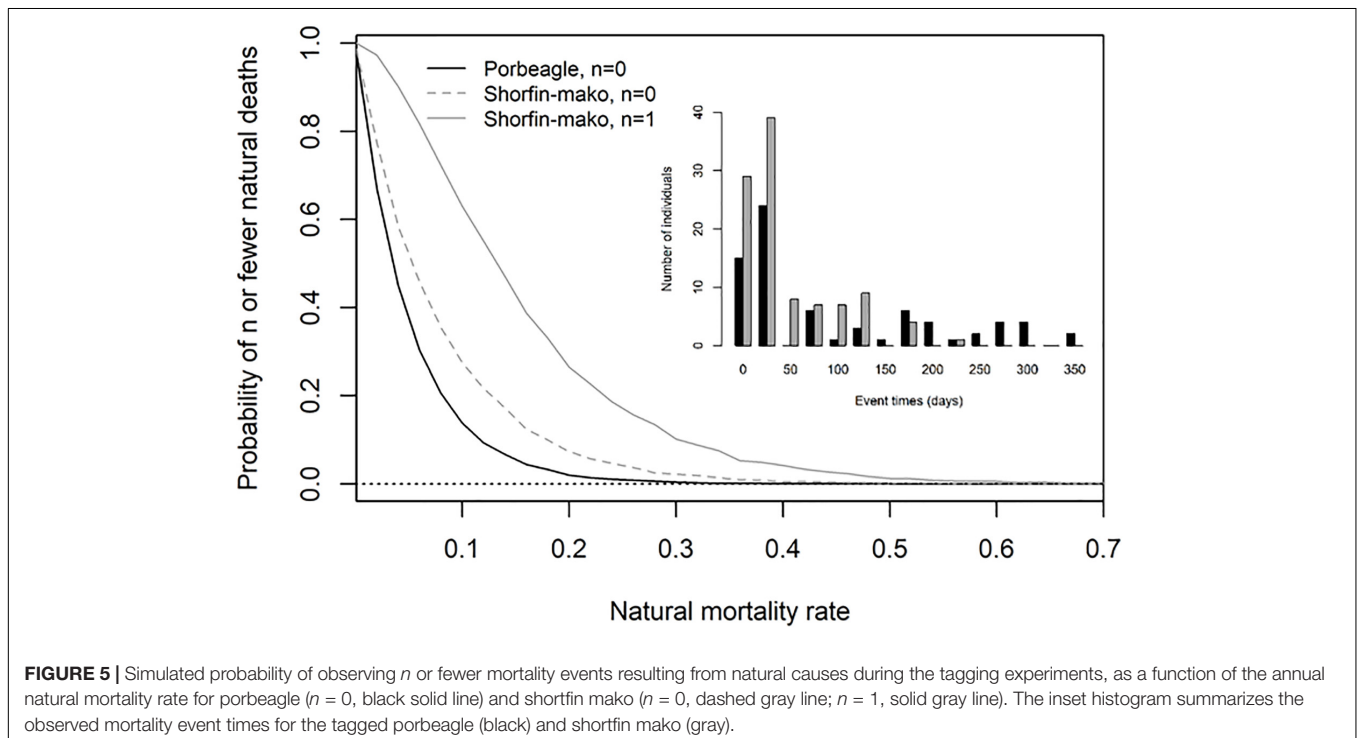 1.0
0.8
0.6
0.4
0.2
0.0
Probability of n or fewer natural deaths
Porbeagle, n=0
Shorfin-mako, n=0
Shorfin-mako, n=1
40
30
20
10
0
Number of individuals
0 50 100 150 200 250 300 350
Event times (days)
0.1 0.2 0.3 0.4 0.5 0.6 0.7
Natural mortality rate
FIGURE 5 | Simulated probability of observing n or fewer mortality events resulting from natural causes during the tagging experiments, as a function of the annual
natural mortality rate for porbeagle (n = 0, black solid line) and shortfin mako (n = 0, dashed gray line; n = 1, solid gray line). The inset histogram summarizes the
observed mortality event times for the tagged porbeagle (black) and shortfin mako (gray).